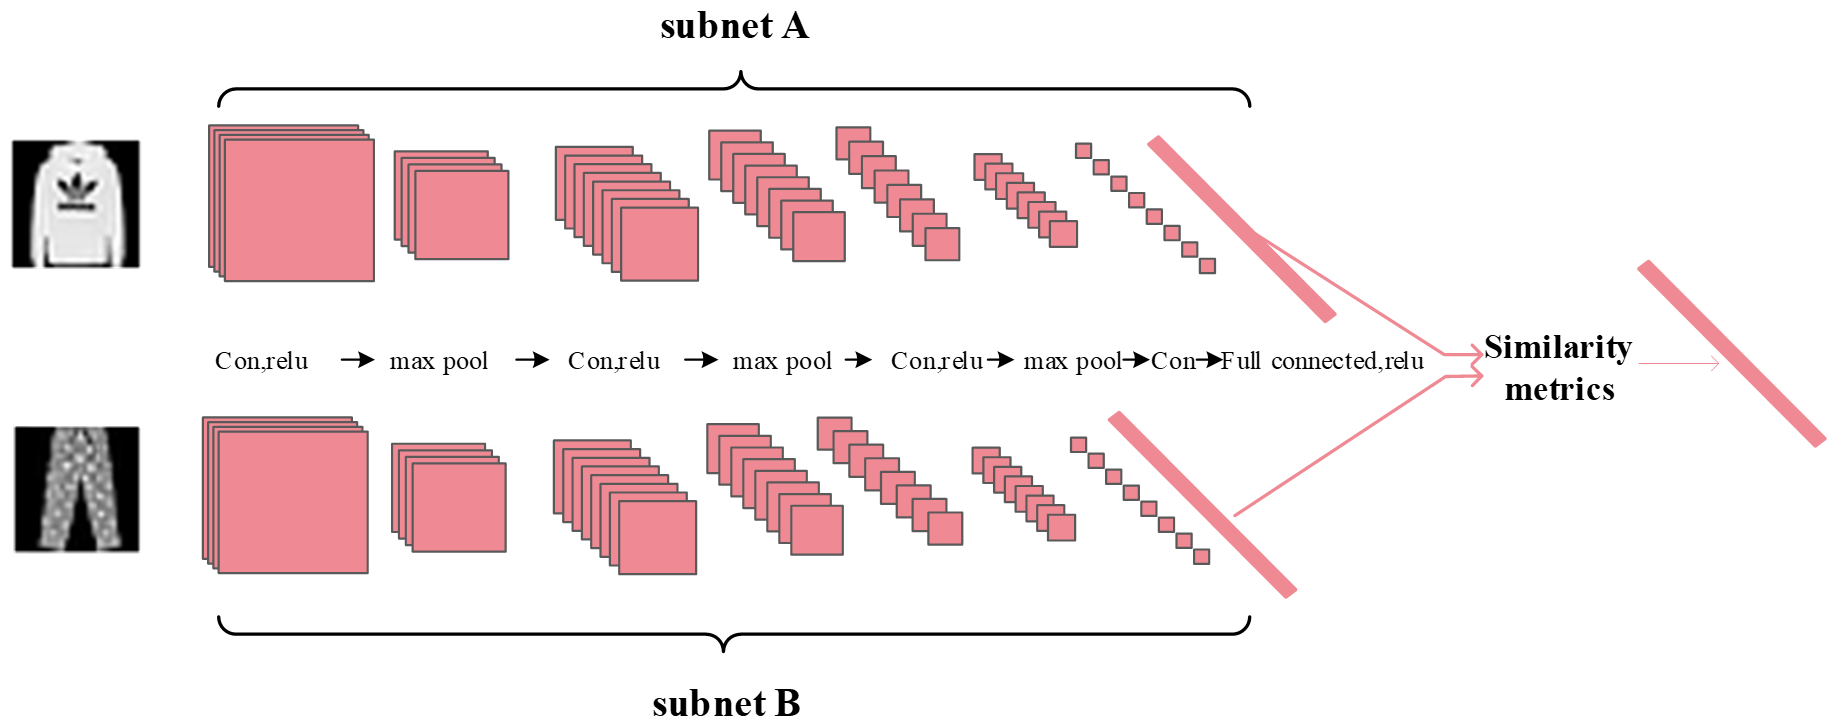 subnet A
Con,relu → max pool → Con,relu → max pool → Con,relu → max pool → Con → Full connected,relu
Similarity
metrics
subnet B